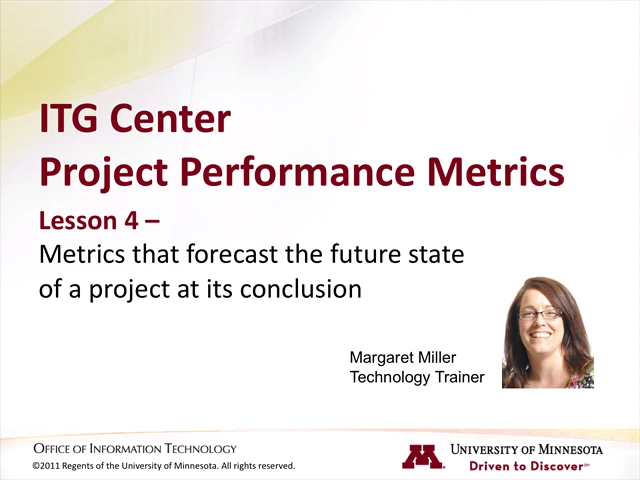 ITG Center
Project Performance Metrics
Lesson 4 –
Metrics that forecast the future state
of a project at its conclusion
Margaret Miller
Technology Trainer
OFFICE OF INFORMATION TECHNOLOGY
©2011 Regents of the University of Minnesota. All rights reserved.
M
UNIVERSITY OF MINNESOTA
Driven to Discover℠